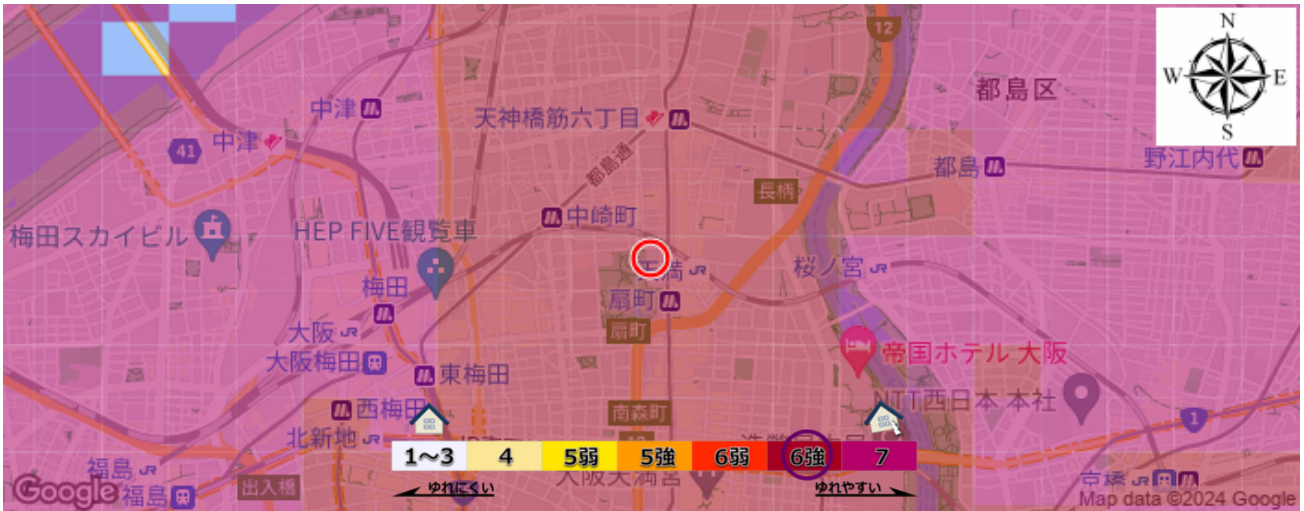 N
W E
S
12
都島区
中津
天神橋筋六丁目
中津
41
都島通
都島
野江内代
長柄
中崎町
梅田スカイビル
HEP FIVE観覧車
天満 JR
桜ノ宮 JR
梅田
扇町
大阪 JR
扇町
大阪梅田
帝国ホテル 大阪
東梅田
NTT西日本 本社
西梅田
南森町
1
北新地 JR
1～3 4 5弱 5強 6弱 6強 7
福島 JR
大阪天満宮
京橋 JR
ゆれにくい ゆれやすい
出入橋
Google
福島
Map data ©2024 Google